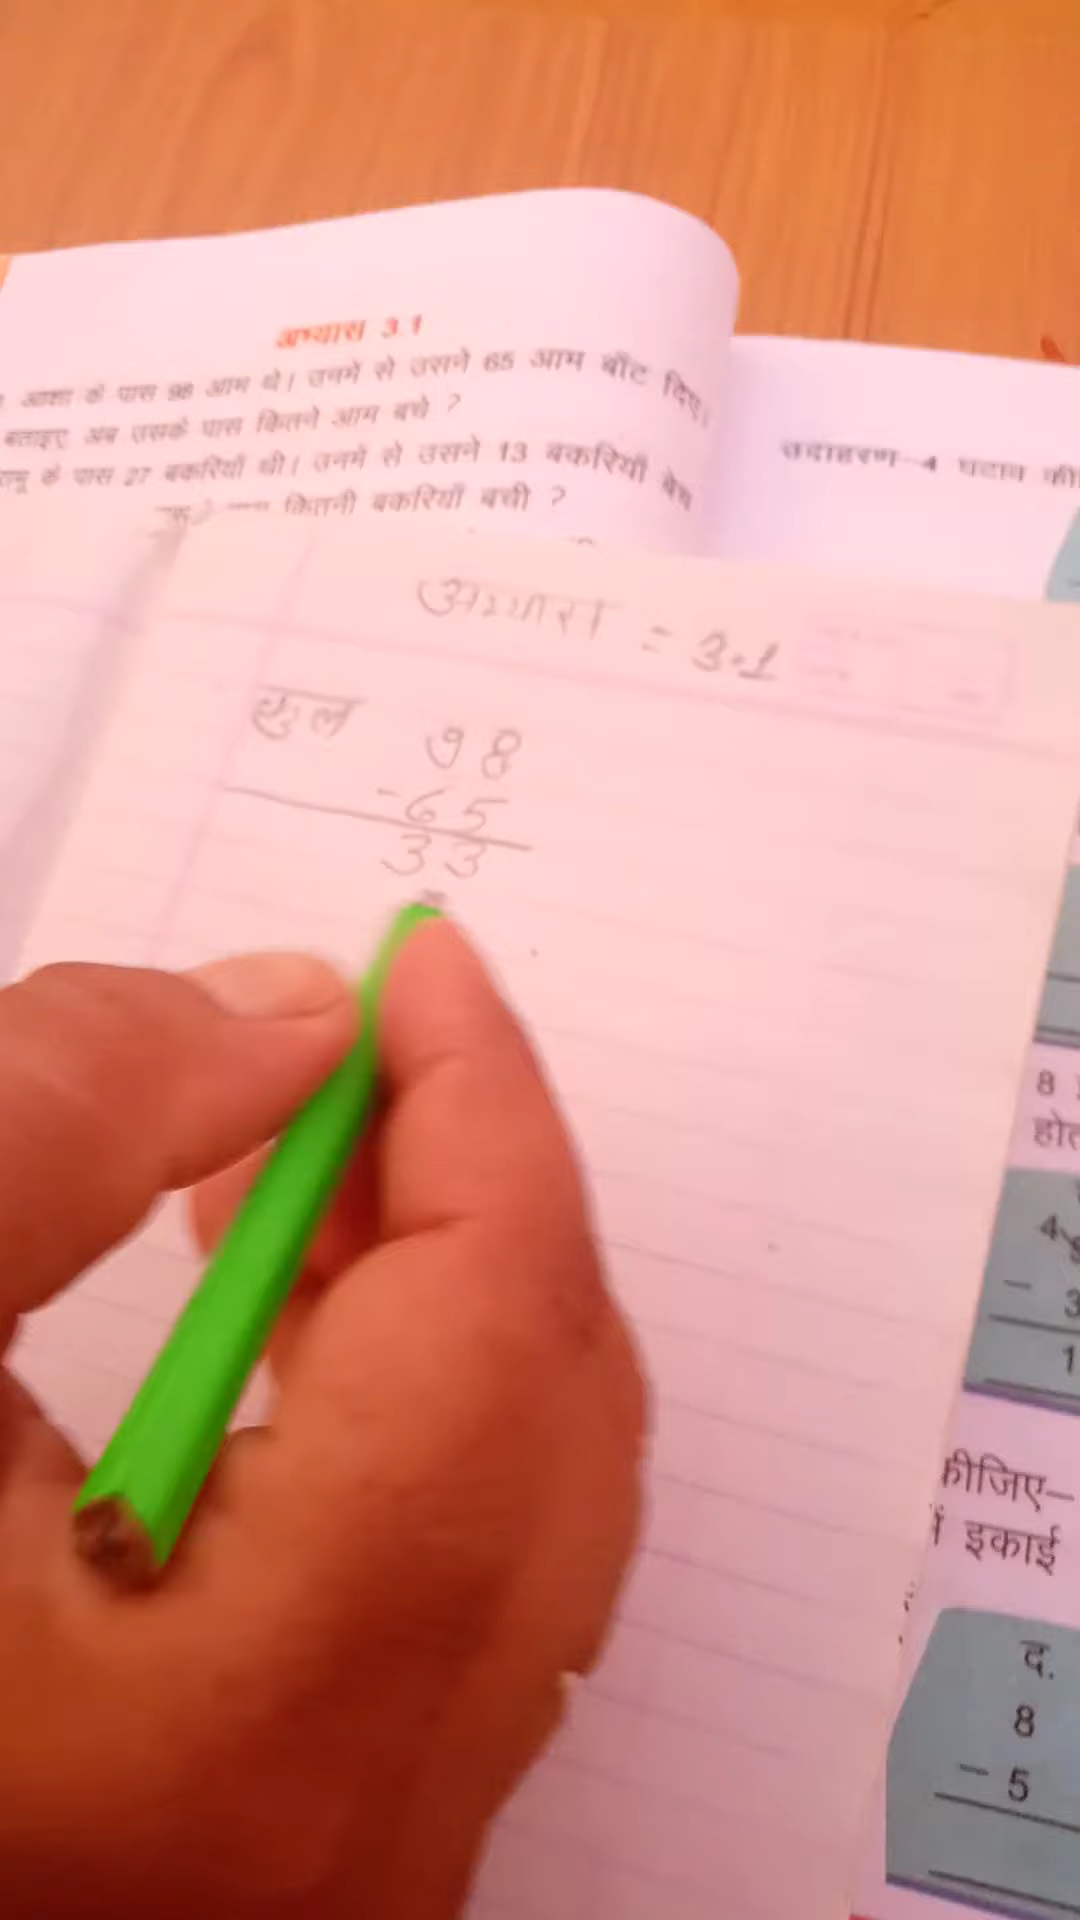 अभ्यास 3.1
आशा के पास 98 आम थे। उनमें से उसने 65 आम बाँट दिए।
बताइए अब उसके पास कितने आम बचे ?
रामू के पास 27 बकरियाँ थी। उनमें से उसने 13 बकरियाँ बेच
कितनी बकरियाँ बची ?
उदाहरण-4 घटाव की
अभ्यास = 3.1
कुल 98
-65
33
8
होत
4
- 3
1
कीजिए-
में इकाई
द.
8
- 5